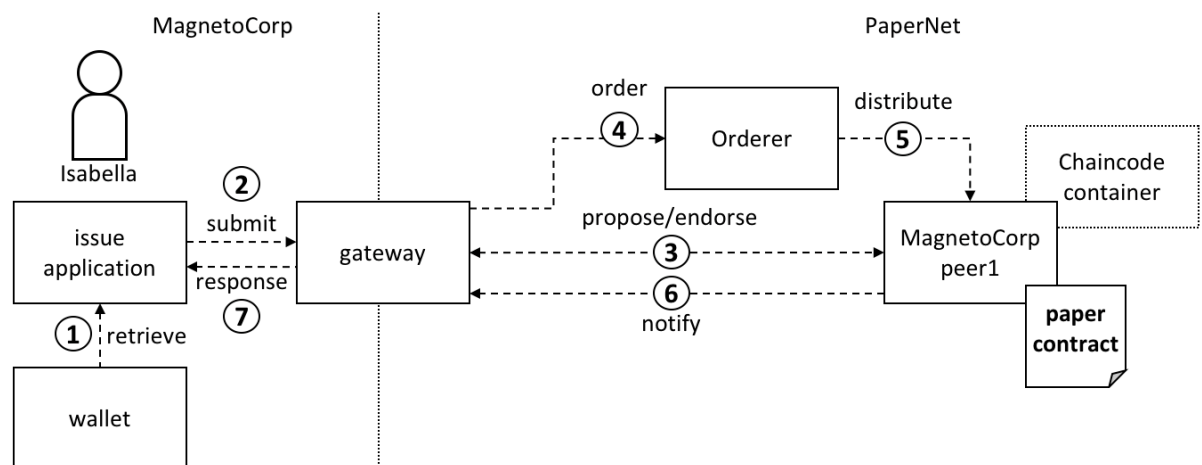 MagnetoCorp
PaperNet
Isabella
order
4
Orderer
distribute
5
Chaincode
container
2
submit
issue
application
response
7
gateway
propose/endorse
3
6
notify
MagnetoCorp
peer1
paper
contract
1
retrieve
wallet